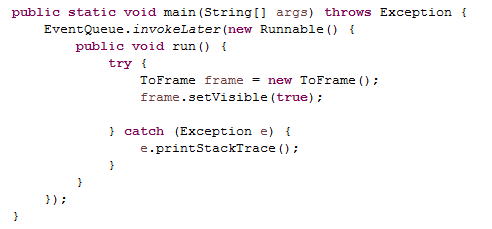 public static void main(String[] args) throws Exception {
    EventQueue.invokeLater(new Runnable() {
        public void run() {
            try {
                ToFrame frame = new ToFrame();
                frame.setVisible(true);

            } catch (Exception e) {
                e.printStackTrace();
            }
        }
    });
}